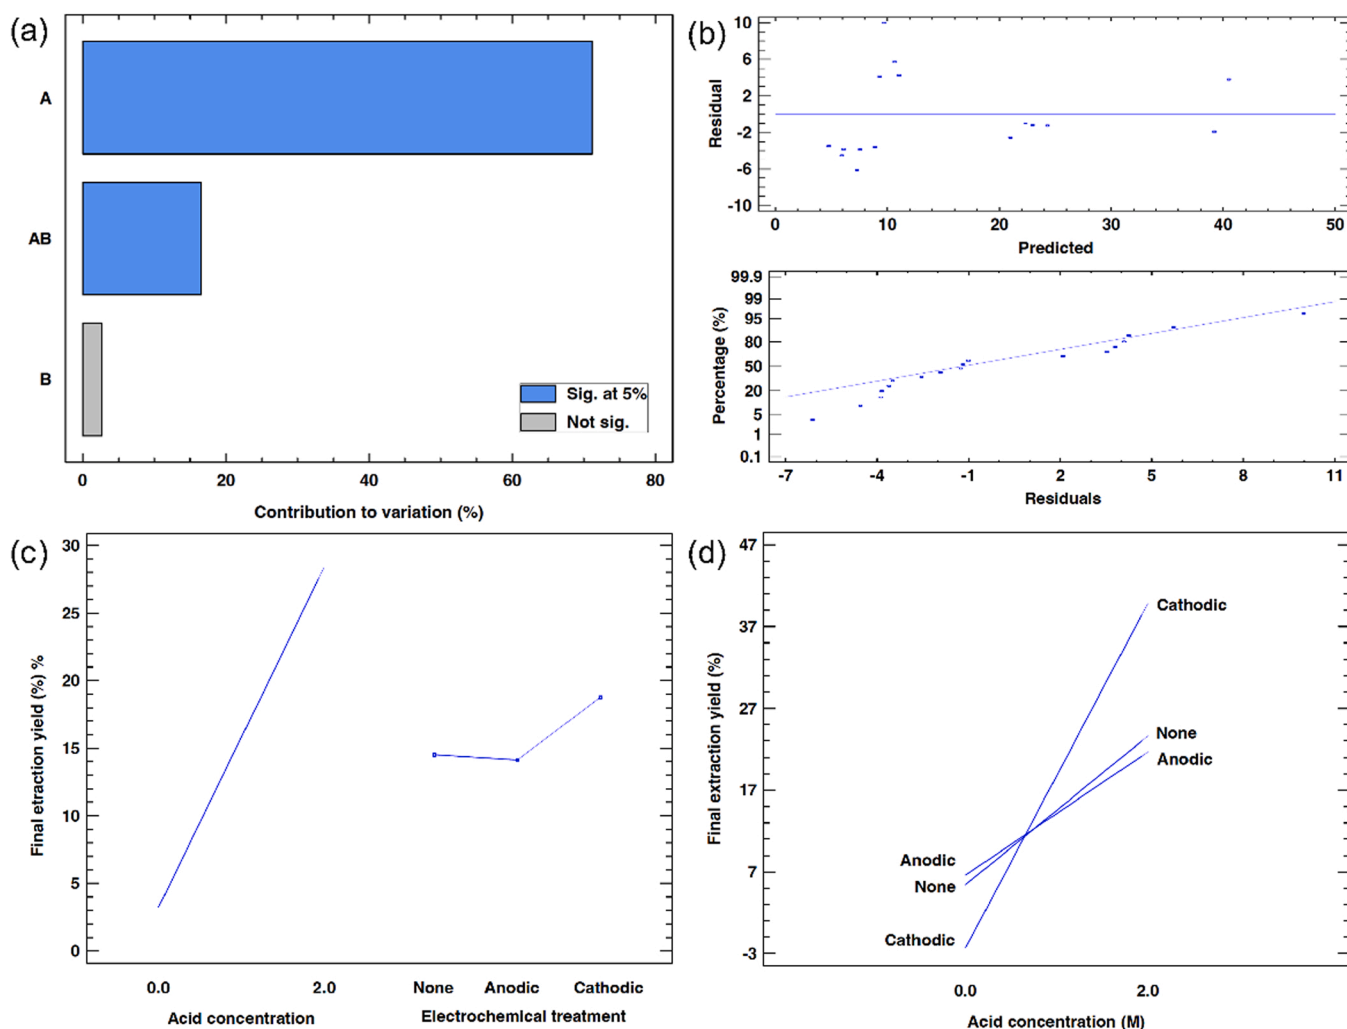 (a)
A
AB
B
Sig. at 5%
Not sig.
0 20 40 60 80
Contribution to variation (%)
(b)
Residual
10
6
2
-2
-6
-10
0 10 20 30 40 50
Predicted
Percentage (%)
99.9
99
95
80
50
20
5
1
0.1
-7 -4 -1 2 5 8 11
Residuals
(c)
Final etraction yield (%) %
30
25
20
15
10
5
0
0.0 2.0 None Anodic Cathodic
Acid concentration Electrochemical treatment
(d)
Final extraction yield (%)
47
37
27
17
7
-3
Cathodic
None
Anodic
Anodic
None
Cathodic
0.0 2.0
Acid concentration (M)